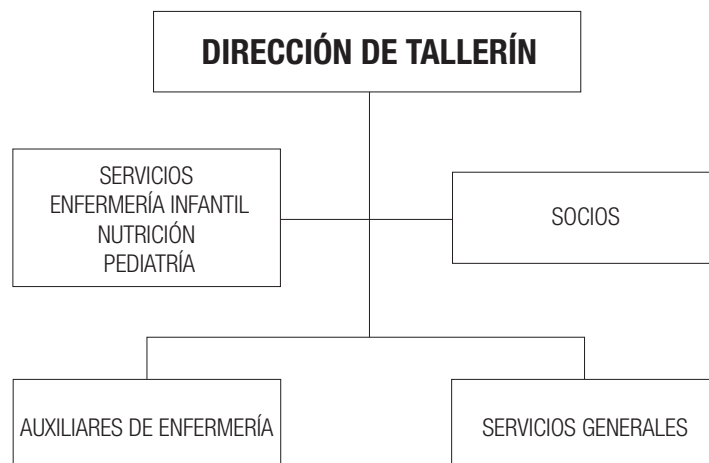 DIRECCIÓN DE TALLERÍN
SERVICIOS
ENFERMERÍA INFANTIL
NUTRICIÓN
PEDIATRÍA
SOCIOS
AUXILIARES DE ENFERMERÍA
SERVICIOS GENERALES